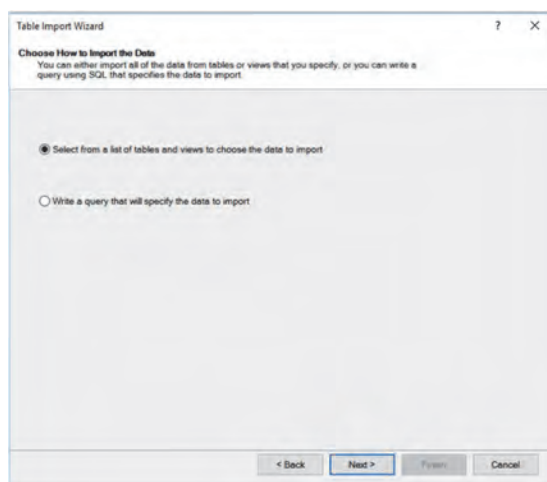 Table Import Wizard
?
Choose How to Import the Data
You can either import all of the data from tables or views that you specify, or you can write a
query using SQL that specifies the data to import.
Select from a list of tables and views to choose the data to import
Write a query that will specify the data to import
< Back
Next >
Finish
Cancel